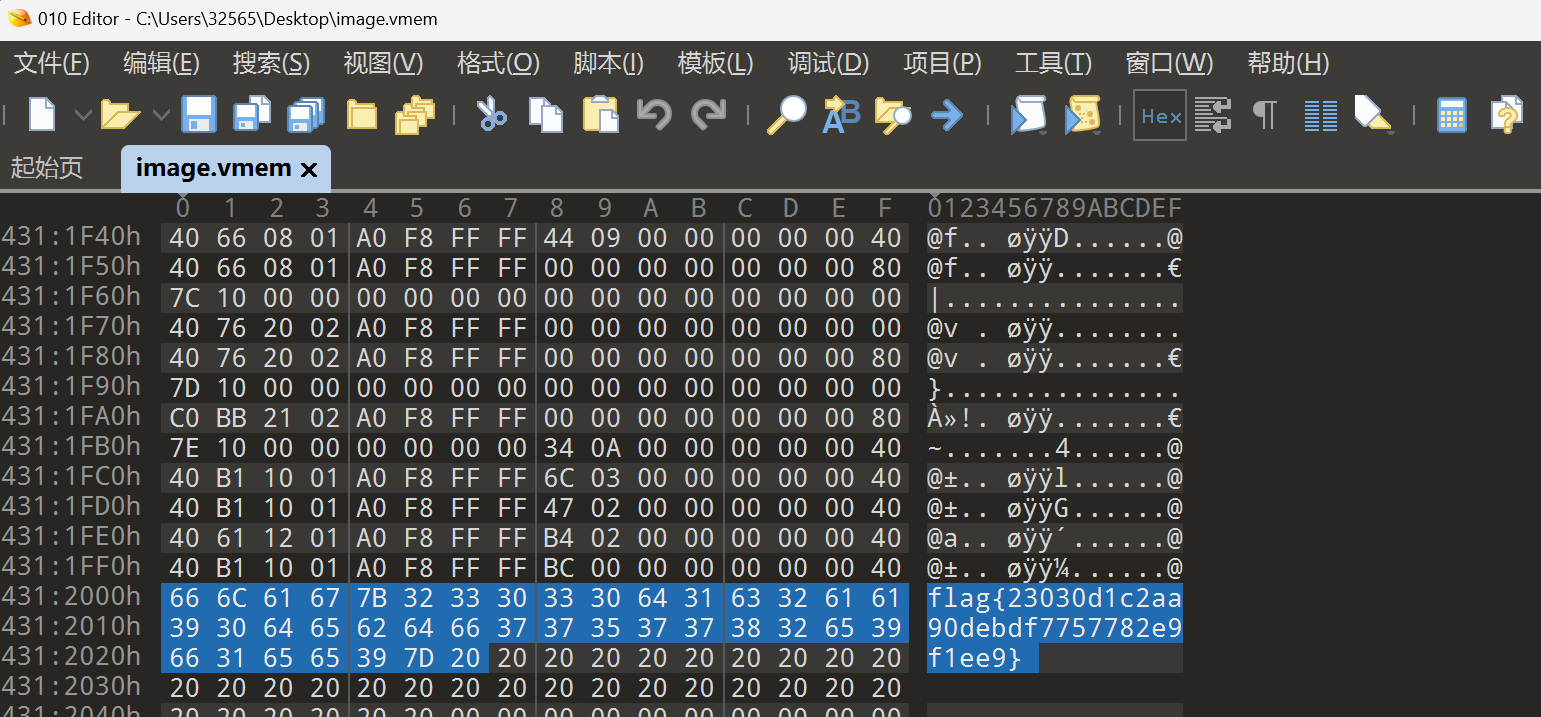 010 Editor - C:\Users\32565\Desktop\image.vmem
文件(F) 编辑(E) 搜索(S) 视图(V) 格式(O) 脚本(I) 模板(L) 调试(D) 项目(P) 工具(T) 窗口(W) 帮助(H)
Hex
起始页 image.vmem
0 1 2 3 4 5 6 7 8 9 A B C D E F 0123456789ABCDEF
431:1F40h 40 66 08 01 A0 F8 FF FF 44 09 00 00 00 00 00 40 @f.. øÿÿD......@
431:1F50h 40 66 08 01 A0 F8 FF FF 00 00 00 00 00 00 00 80 @f.. øÿÿ.......€
431:1F60h 7C 10 00 00 00 00 00 00 00 00 00 00 00 00 00 00 |...............
431:1F70h 40 76 20 02 A0 F8 FF FF 00 00 00 00 00 00 00 00 @v . øÿÿ........
431:1F80h 40 76 20 02 A0 F8 FF FF 00 00 00 00 00 00 00 80 @v . øÿÿ.......€
431:1F90h 7D 10 00 00 00 00 00 00 00 00 00 00 00 00 00 00 }...............
431:1FA0h C0 BB 21 02 A0 F8 FF FF 00 00 00 00 00 00 00 80 À»!. øÿÿ.......€
431:1FB0h 7E 10 00 00 00 00 00 00 34 0A 00 00 00 00 00 40 ~.......4......@
431:1FC0h 40 B1 10 01 A0 F8 FF FF 6C 03 00 00 00 00 00 40 @±.. øÿÿl......@
431:1FD0h 40 B1 10 01 A0 F8 FF FF 47 02 00 00 00 00 00 40 @±.. øÿÿG......@
431:1FE0h 40 61 12 01 A0 F8 FF FF B4 02 00 00 00 00 00 40 @a.. øÿÿ´......@
431:1FF0h 40 B1 10 01 A0 F8 FF FF BC 00 00 00 00 00 00 40 @±.. øÿÿ¼......@
431:2000h 66 6C 61 67 7B 32 33 30 33 30 64 31 63 32 61 61 flag{23030d1c2aa
431:2010h 39 30 64 65 62 64 66 37 37 35 37 37 38 32 65 39 90debdf7757782e9
431:2020h 66 31 65 65 39 7D 20 20 20 20 20 20 20 20 20 20 f1ee9}
431:2030h 20 20 20 20 20 20 20 20 20 20 20 20 20 20 20 20
431:2040h 20 20 20 20 20 20 00 00 00 00 00 00 00 00 00 00